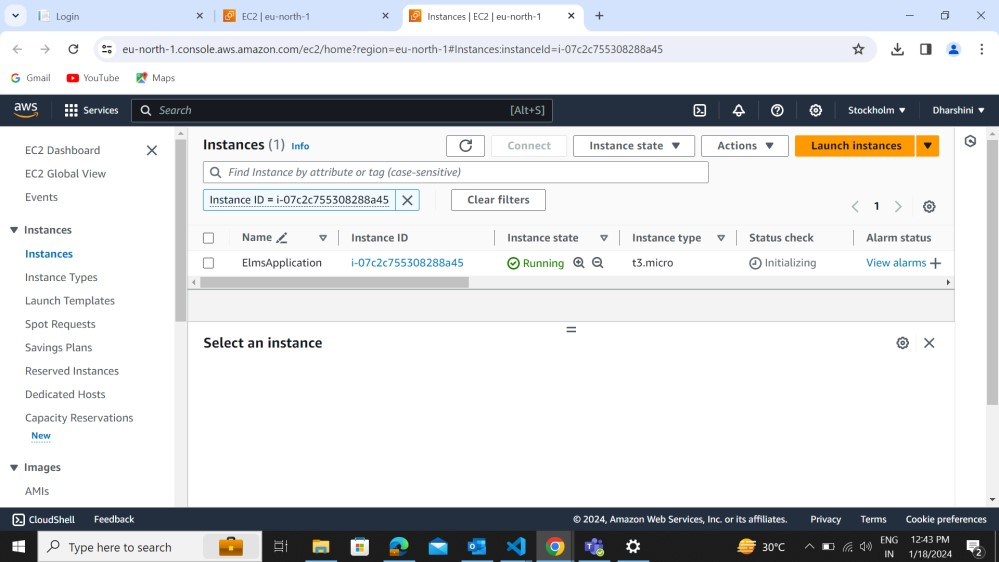 Login
EC2 | eu-north-1
Instances | EC2 | eu-north-1
eu-north-1.console.aws.amazon.com/ec2/home?region=eu-north-1#Instances:instanceId=i-07c2c755308288a45
Gmail YouTube Maps
aws Services Search [Alt+S] Stockholm Dharshini
EC2 Dashboard
EC2 Global View
Events
Instances
Instances
Instance Types
Launch Templates
Spot Requests
Savings Plans
Reserved Instances
Dedicated Hosts
Capacity Reservations
New
Images
AMIs
Instances (1) Info Connect Instance state Actions Launch instances
Find Instance by attribute or tag (case-sensitive)
Instance ID = i-07c2c755308288a45 Clear filters 1
Name Instance ID Instance state Instance type Status check Alarm status
ElmsApplication i-07c2c755308288a45 Running t3.micro Initializing View alarms
Select an instance
CloudShell Feedback © 2024, Amazon Web Services, Inc. or its affiliates. Privacy Terms Cookie preferences
Type here to search 30°C ENG 12:43 PM
IN 1/18/2024 2